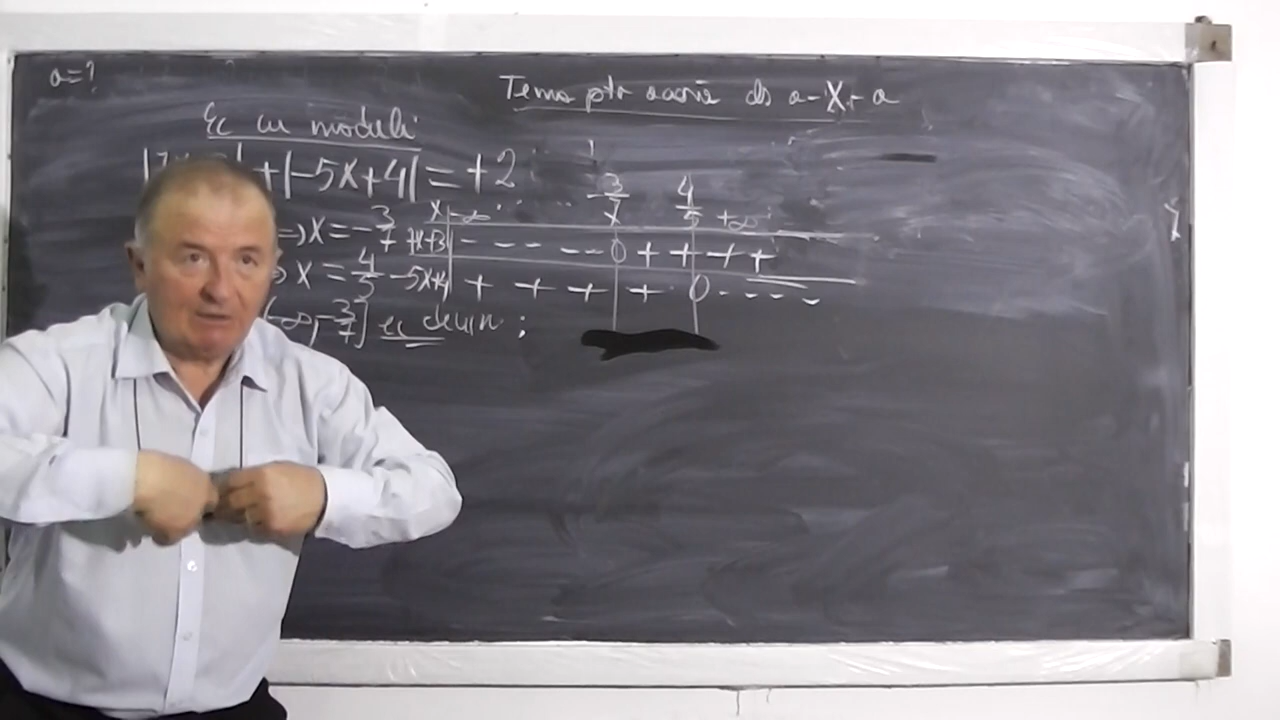 a=?
Tema ptr acasă ds a-X-a
Ec cu moduli
+|-5x+4|=+2
=>x=-3/7
x=4/5
-∞,-3/7] ec devin:
x -∞ -3/7 4/5 +∞
7x+3 - - - - - 0 + + + +
-5x+4 + + + + 0 - - - -